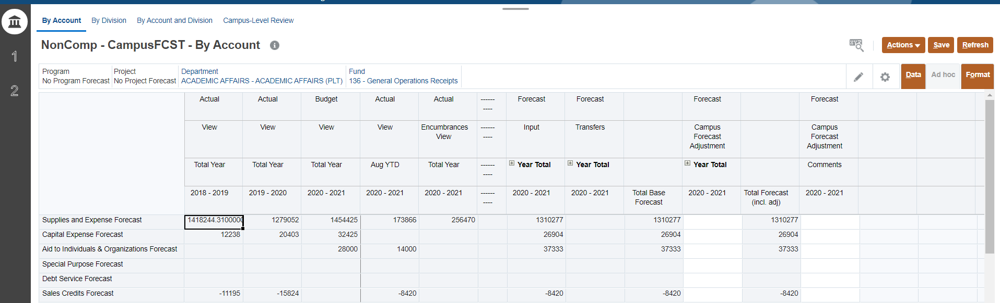 By Account By Division By Account and Division Campus-Level Review
NonComp - CampusFCST - By Account
Actions Save Refresh
1
2
Program Project Department Fund
No Program Forecast No Project Forecast ACADEMIC AFFAIRS - ACADEMIC AFFAIRS (PLT) 136 - General Operations Receipts
Data Ad hoc Format
Actual Actual Budget Actual Actual ------ ---- Forecast Forecast Forecast Forecast
View View View View Encumbrances View ------ ---- Input Transfers Campus Forecast Adjustment Campus Forecast Adjustment
Total Year Total Year Total Year Aug YTD Total Year ------ ---- Year Total Year Total Year Total Comments
2018 - 2019 2019 - 2020 2020 - 2021 2020 - 2021 2020 - 2021 ------ ---- 2020 - 2021 2020 - 2021 Total Base Forecast 2020 - 2021 Total Forecast (incl. adj) 2020 - 2021
Supplies and Expense Forecast 1418244.3100000 1279052 1454425 173866 256470 1310277 1310277 1310277
Capital Expense Forecast 12238 20403 32425 26904 26904 26904
Aid to Individuals & Organizations Forecast 28000 14000 37333 37333 37333
Special Purpose Forecast
Debt Service Forecast
Sales Credits Forecast -11195 -15824 -8420 -8420 -8420 -8420